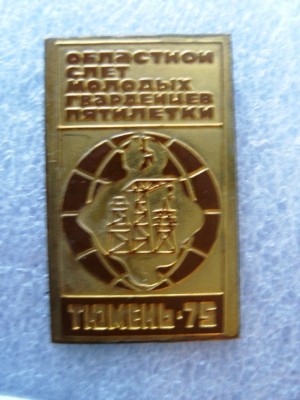 ОБЛАСТНОЙ
СЛЕТ
МОЛОДЫХ
ГВАРДЕЙЦЕВ
ПЯТИЛЕТКИ
ТЮМЕНЬ·75